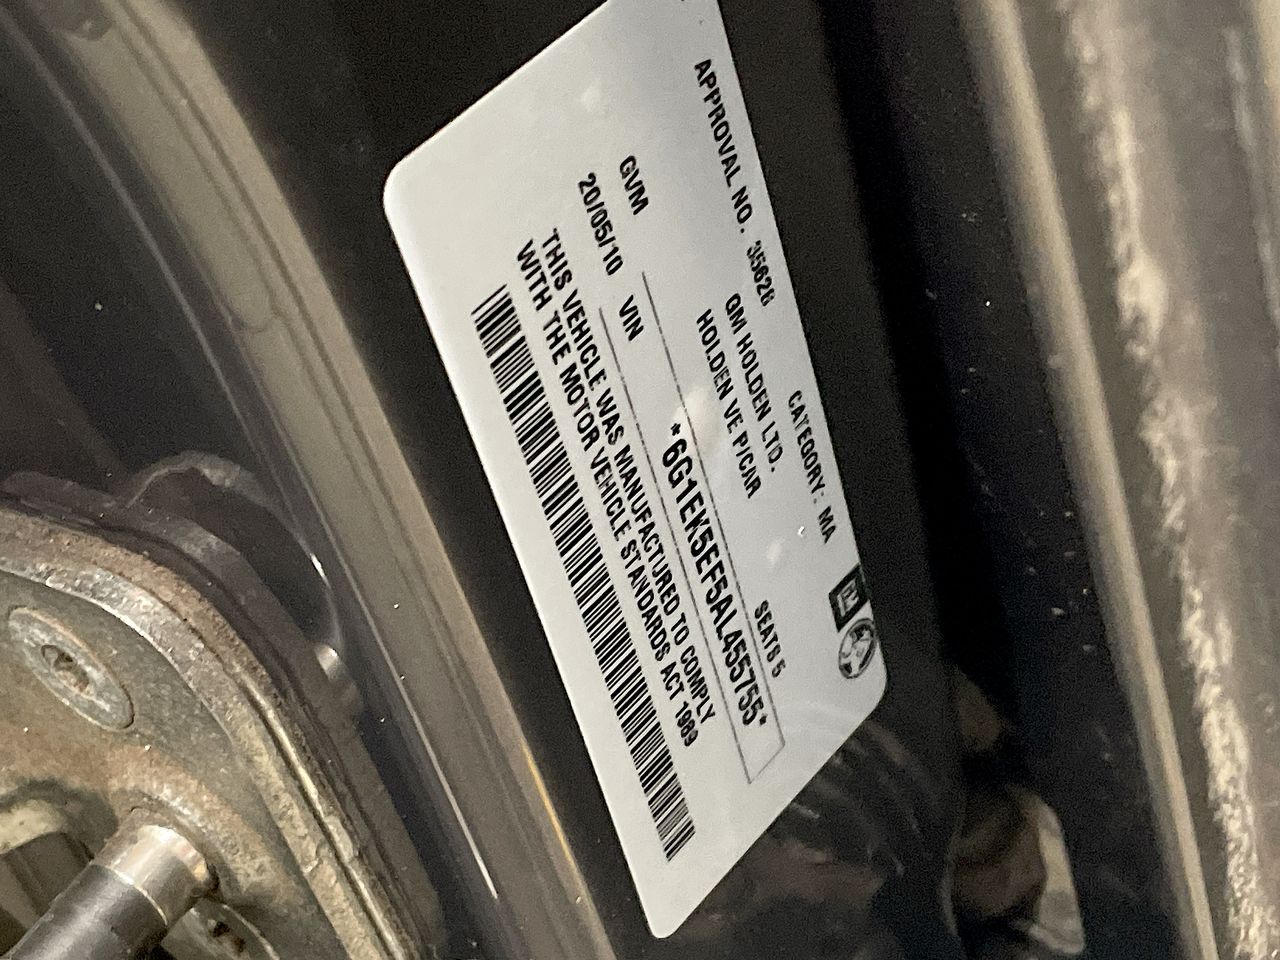 APPROVAL NO. 35628 CATEGORY: MA
GM HOLDEN LTD.
HOLDEN VE P/CAR SEATS 5
GVM
20/05/10 VIN *6G1EK5EF5AL455755*
THIS VEHICLE WAS MANUFACTURED TO COMPLY
WITH THE MOTOR VEHICLE STANDARDS ACT 1989